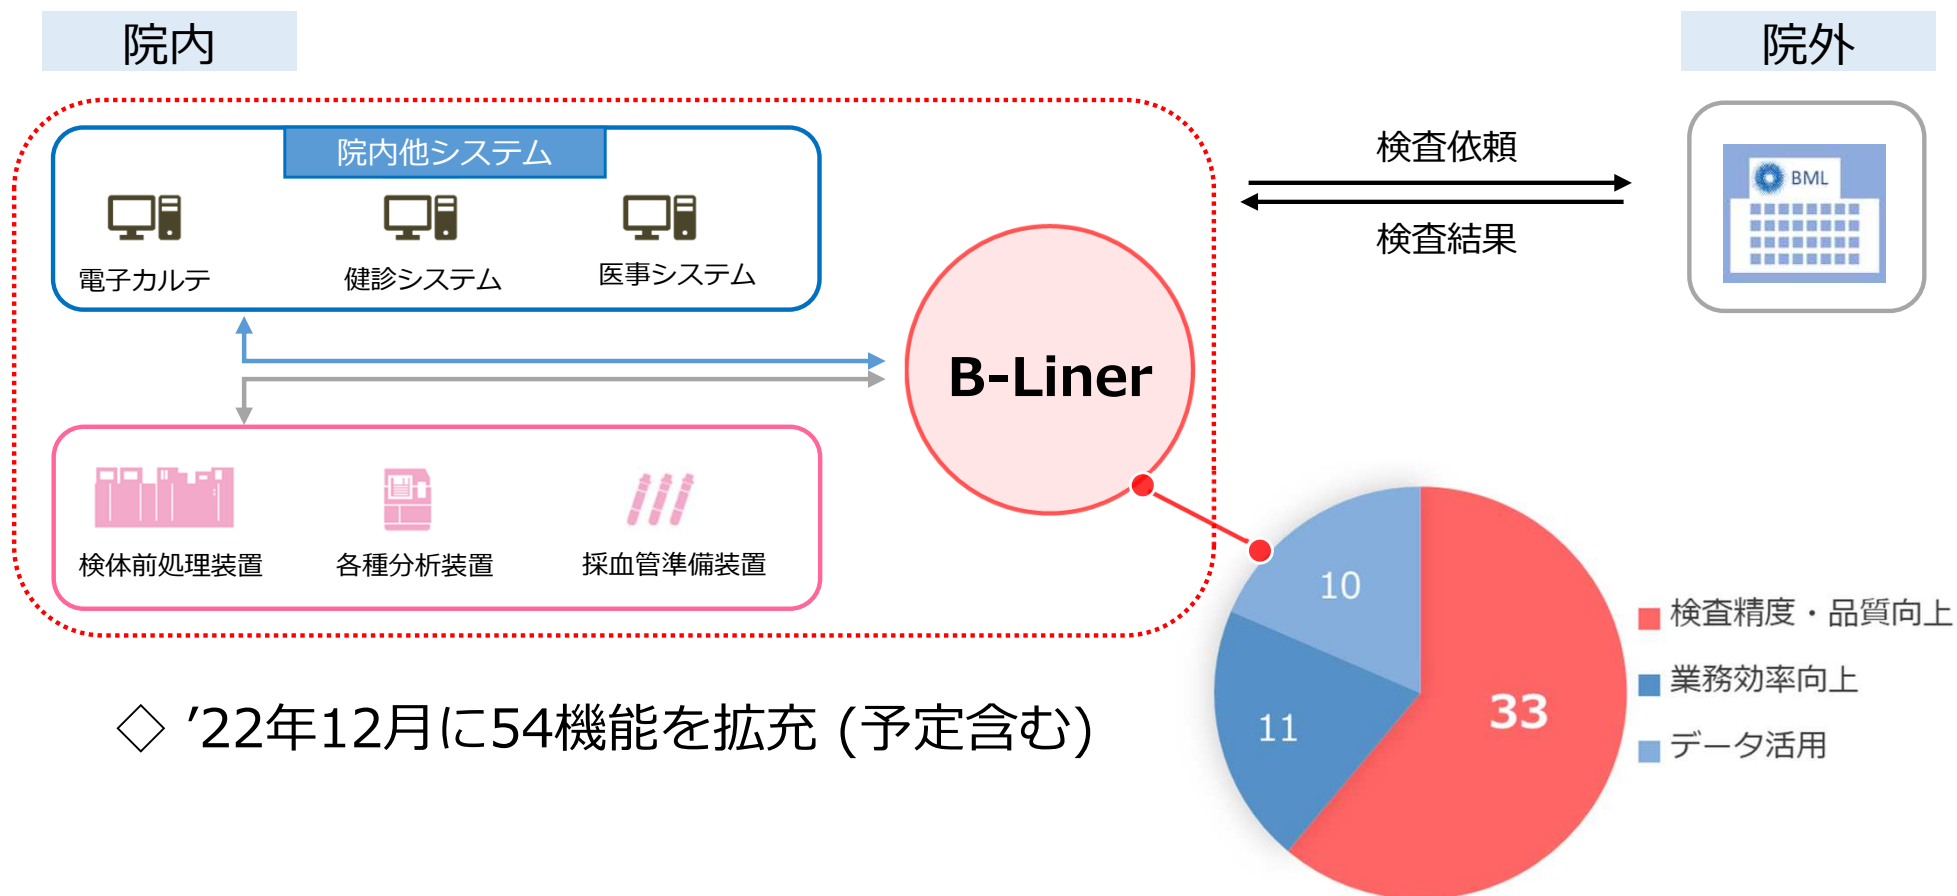 院内
院外
院内他システム
電子カルテ
健診システム
医事システム
検査依頼
検査結果
BML
B-Liner
検体前処理装置
各種分析装置
採血管準備装置
10
11
33
検査精度・品質向上
業務効率向上
データ活用
◇ ’22年12月に54機能を拡充 (予定含む)